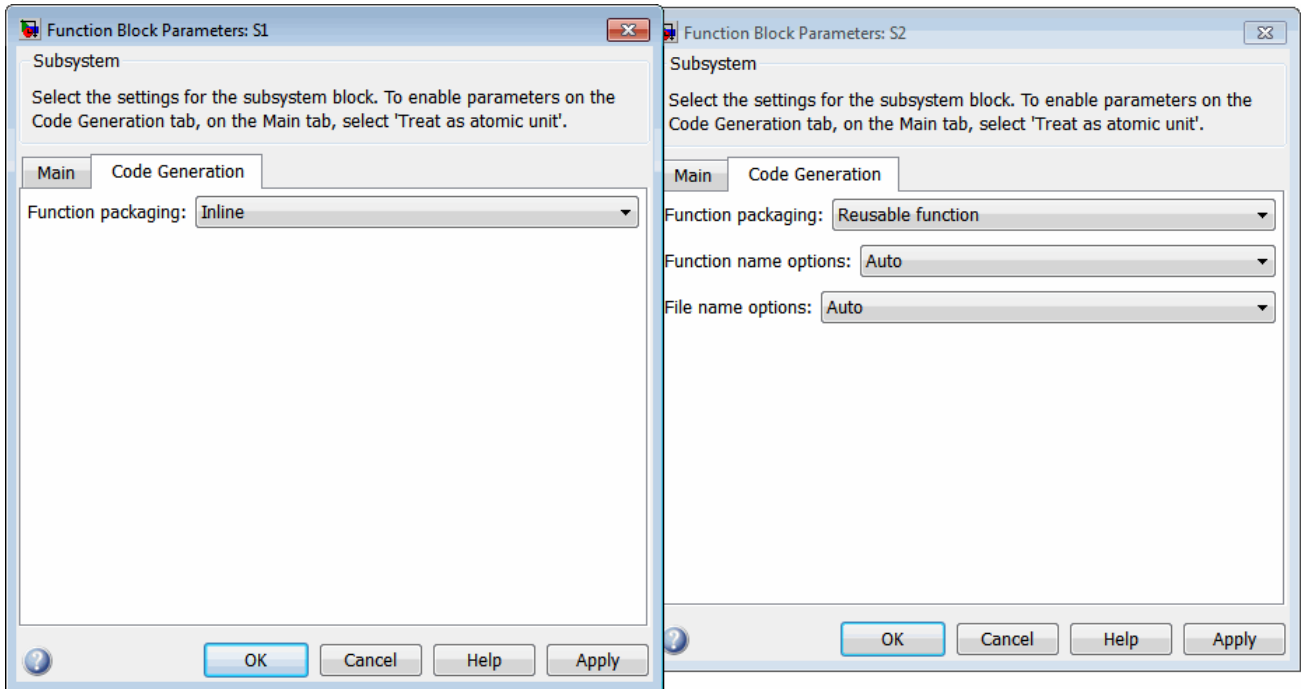 Function Block Parameters: S1
Subsystem
Select the settings for the subsystem block. To enable parameters on the
Code Generation tab, on the Main tab, select 'Treat as atomic unit'.
Main
Code Generation
Function packaging: Inline
OK
Cancel
Help
Apply
Function Block Parameters: S2
Subsystem
Select the settings for the subsystem block. To enable parameters on the
Code Generation tab, on the Main tab, select 'Treat as atomic unit'.
Main
Code Generation
Function packaging: Reusable function
Function name options: Auto
File name options: Auto
OK
Cancel
Help
Apply